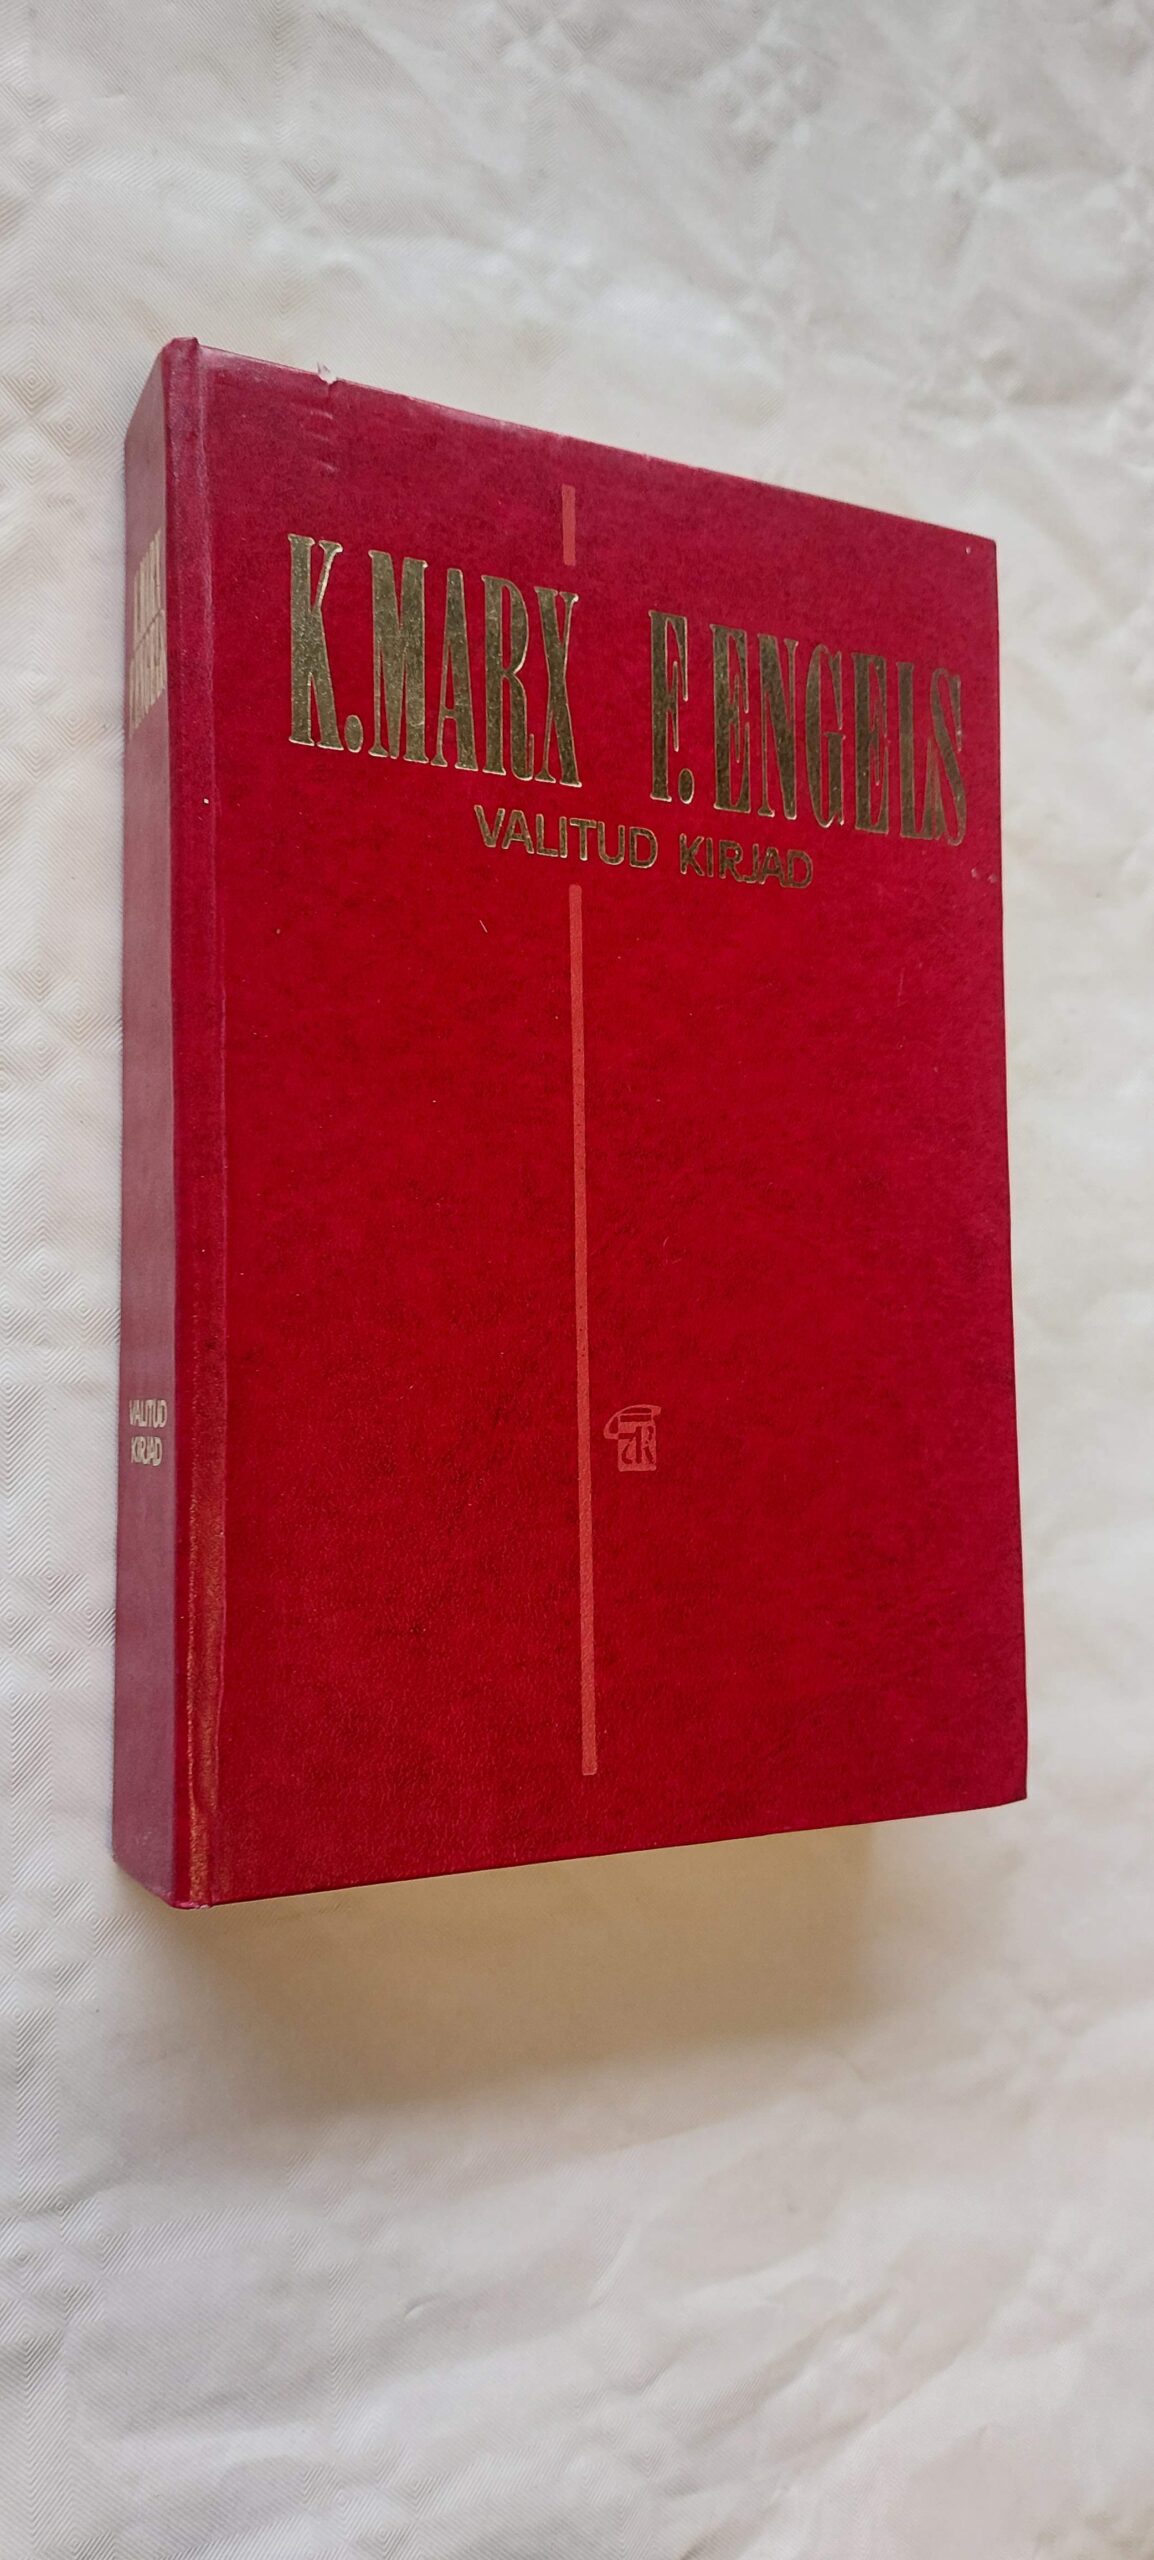 K. MARX F. ENGELS
VALITUD KIRJAD
K. MARX
F. ENGELS
VALITUD
KIRJAD